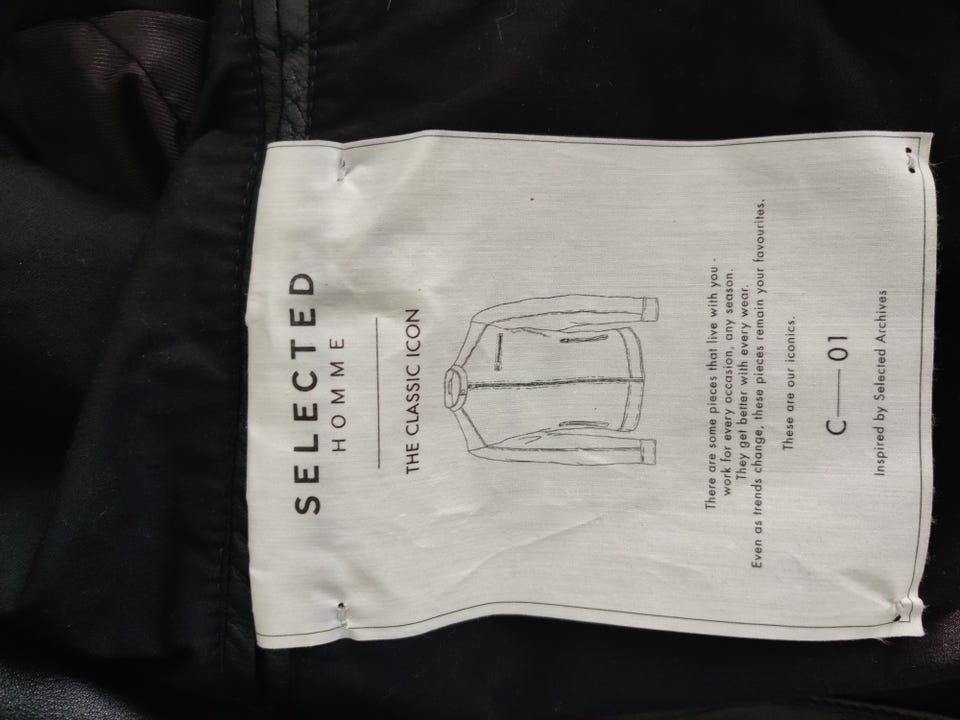 SELECTED
HOMME
THE CLASSIC ICON
There are some pieces that live with you -
work for every occasion, any season.
They get better with every wear.
Even as trends change, these pieces remain your favourites.
These are our iconics.
C — 01
Inspired by Selected Archives